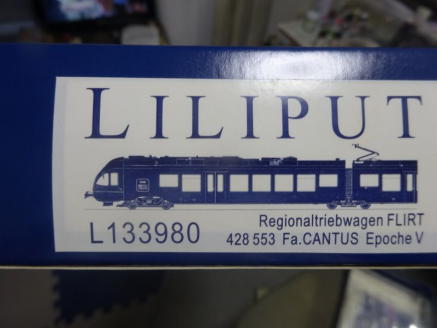 LILIPUT
L133980
Regionaltriebwagen FLIRT
428 553 Fa.CANTUS Epoche V